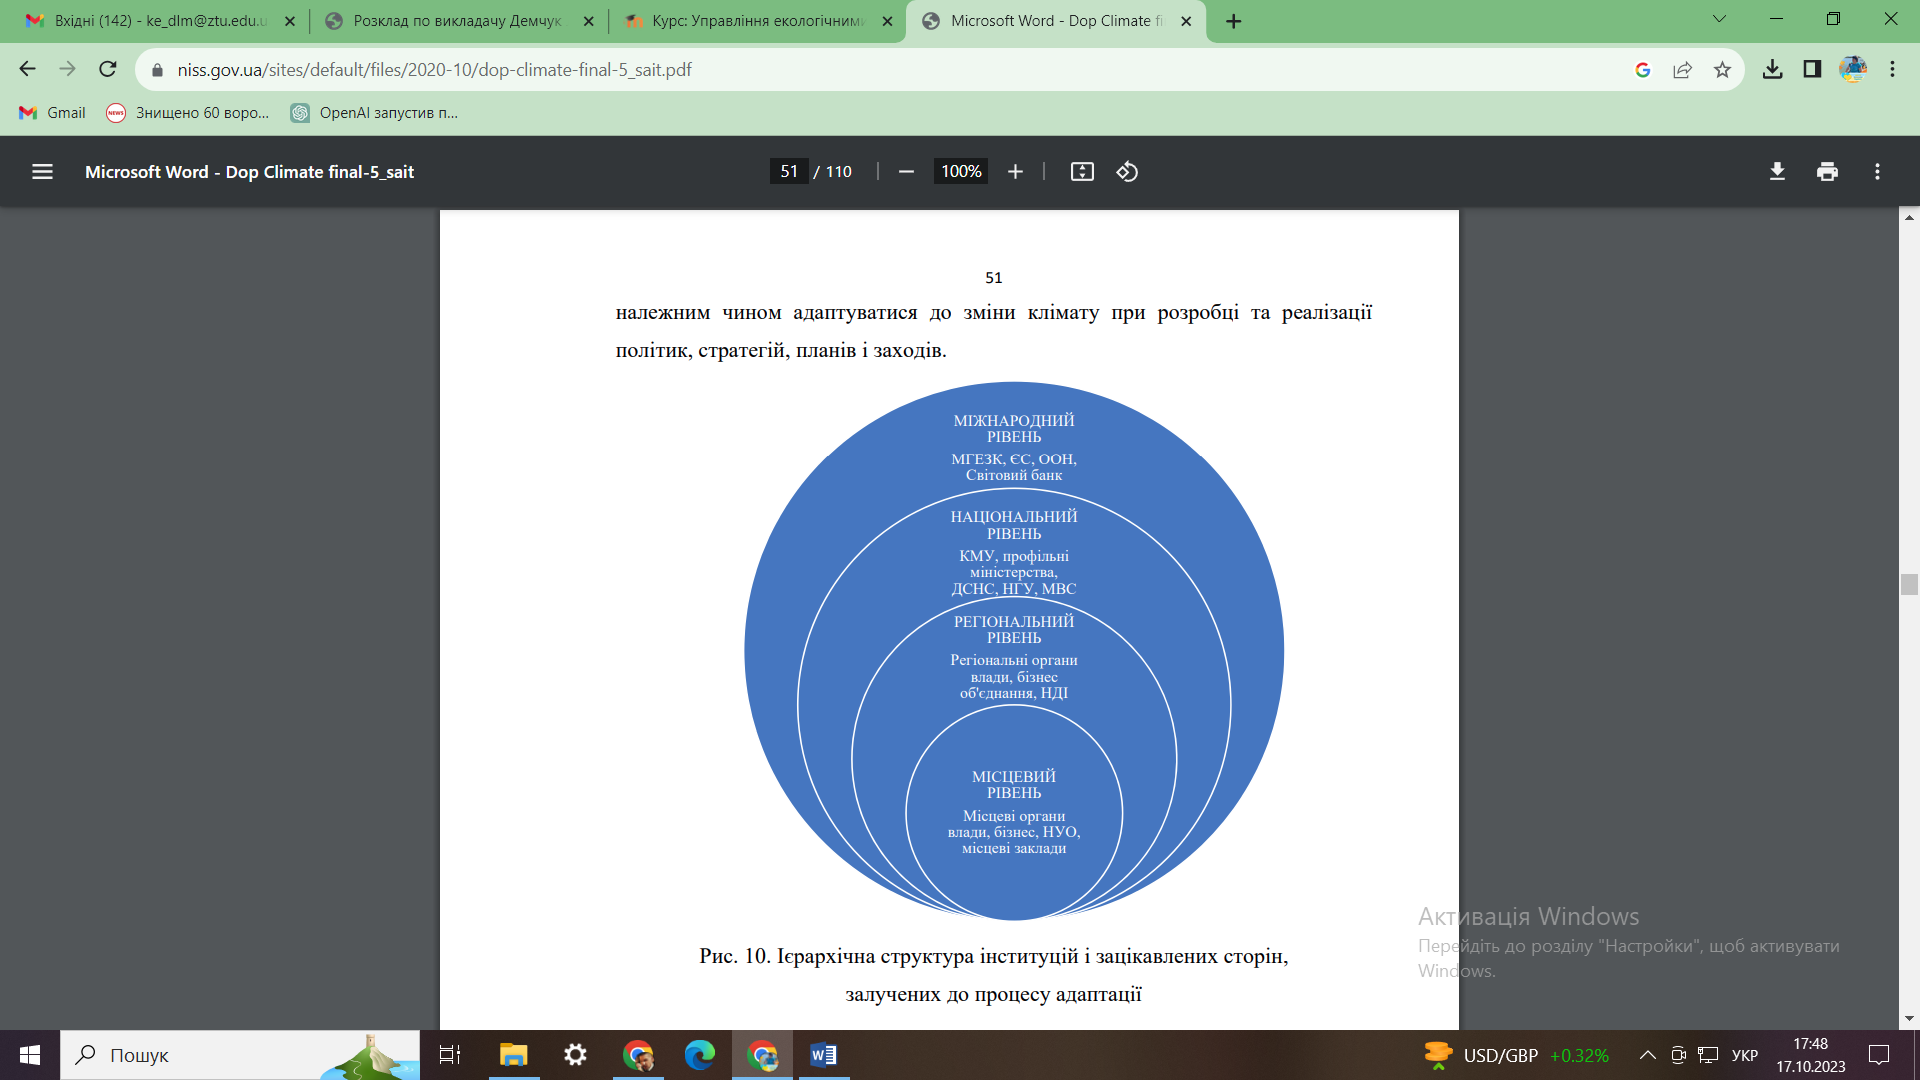 Вхідні (142) - ke_dlm@ztu.edu.u
Розклад по викладачу Демчук
Курс: Управління екологічними
Microsoft Word - Dop Climate fi
niss.gov.ua/sites/default/files/2020-10/dop-climate-final-5_sait.pdf
Gmail
NEWS
Знищено 60 воро...
OpenAI запустив п...
Microsoft Word - Dop Climate final-5_sait
51 / 110
100%
51
належним чином адаптуватися до зміни клімату при розробці та реалізації
політик, стратегій, планів і заходів.
МІЖНАРОДНИЙ
РІВЕНЬ
МГЕЗК, ЄС, ООН,
Світовий банк
НАЦІОНАЛЬНИЙ
РІВЕНЬ
КМУ, профільні
міністерства,
ДСНС, НГУ, МВС
РЕГІОНАЛЬНИЙ
РІВЕНЬ
Регіональні органи
влади, бізнес
об'єднання, НДІ
МІСЦЕВИЙ
РІВЕНЬ
Місцеві органи
влади, бізнес, НУО,
місцеві заклади
Рис. 10. Ієрархічна структура інституцій і зацікавлених сторін,
залучених до процесу адаптації
Активація Windows
Перейдіть до розділу "Настройки", щоб активувати
Windows.
Пошук
USD/GBP +0.32%
УКР
17:48
17.10.2023